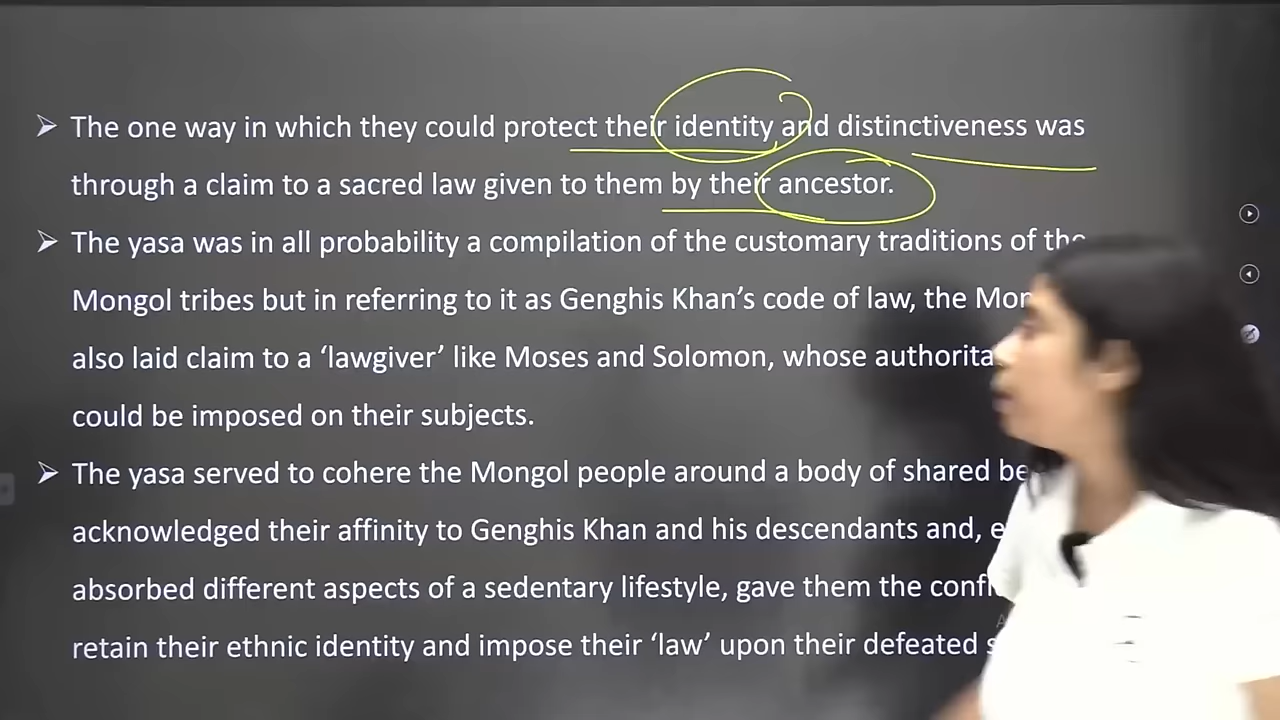 ➢ The one way in which they could protect their identity and distinctiveness was
through a claim to a sacred law given to them by their ancestor.
➢ The yasa was in all probability a compilation of the customary traditions of the
Mongol tribes but in referring to it as Genghis Khan’s code of law, the
also laid claim to a ‘lawgiver’ like Moses and Solomon, whose
could be imposed on their subjects.
➢ The yasa served to cohere the Mongol people around a body of shared
acknowledged their affinity to Genghis Khan and his descendants and,
absorbed different aspects of a sedentary lifestyle, gave them the
retain their ethnic identity and impose their ‘law’ upon their defeated